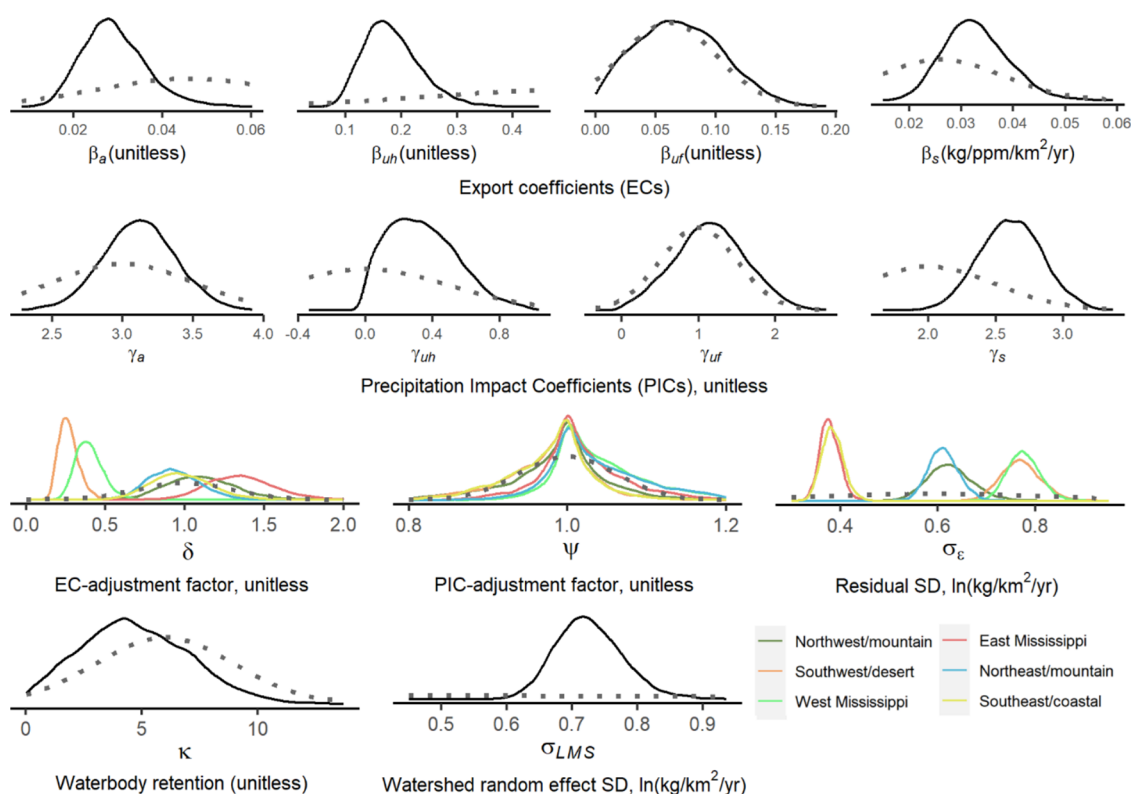 0.02 0.04 0.06
βa(unitless)
0.1 0.2 0.3 0.4
βuh(unitless)
0.00 0.05 0.10 0.15 0.20
βuf(unitless)
0.02 0.03 0.04 0.05 0.06
βs(kg/ppm/km²/yr)
Export coefficients (ECs)
2.5 3.0 3.5 4.0
γa
-0.4 0.0 0.4 0.8
γuh
0 1 2
γuf
2.0 2.5 3.0
γs
Precipitation Impact Coefficients (PICs), unitless
0.0 0.5 1.0 1.5 2.0
δ
EC-adjustment factor, unitless
0.8 1.0 1.2
ψ
PIC-adjustment factor, unitless
0.4 0.6 0.8
σε
Residual SD, ln(kg/km²/yr)
0 5 10
κ
Waterbody retention (unitless)
0.5 0.6 0.7 0.8 0.9
σLMS
Watershed random effect SD, ln(kg/km²/yr)
Northwest/mountain
Southwest/desert
West Mississippi
East Mississippi
Northeast/mountain
Southeast/coastal